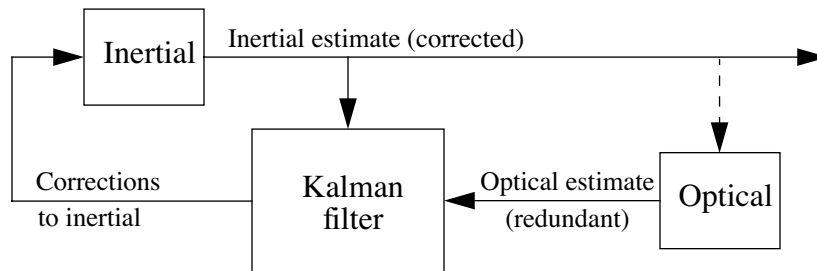 Inertial
Inertial estimate (corrected)
Corrections
to inertial
Kalman
filter
Optical estimate
(redundant)
Optical